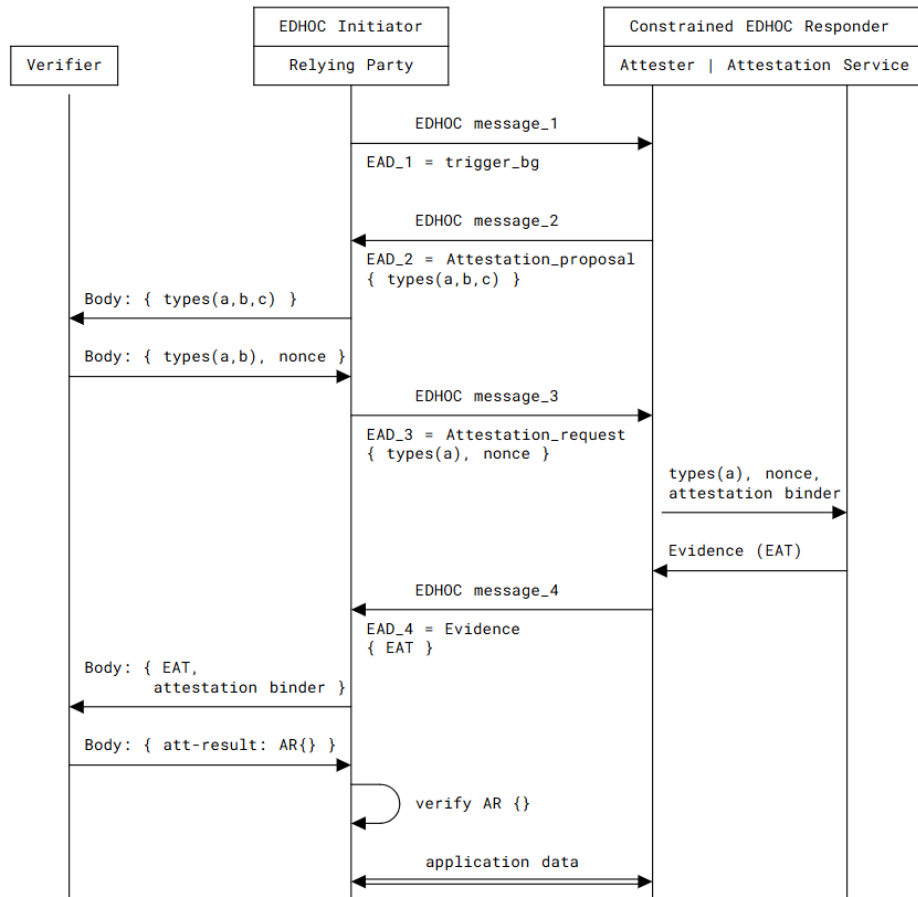 EDHOC Initiator
Constrained EDHOC Responder
Verifier
Relying Party
Attester | Attestation Service
EDHOC message_1
EAD_1 = trigger_bg
EDHOC message_2
EAD_2 = Attestation_proposal
{ types(a,b,c) }
Body: { types(a,b,c) }
Body: { types(a,b), nonce }
EDHOC message_3
EAD_3 = Attestation_request
{ types(a), nonce }
types(a), nonce,
attestation binder
Evidence (EAT)
EDHOC message_4
EAD_4 = Evidence
{ EAT }
Body: { EAT,
attestation binder }
Body: { att-result: AR{} }
verify AR {}
application data